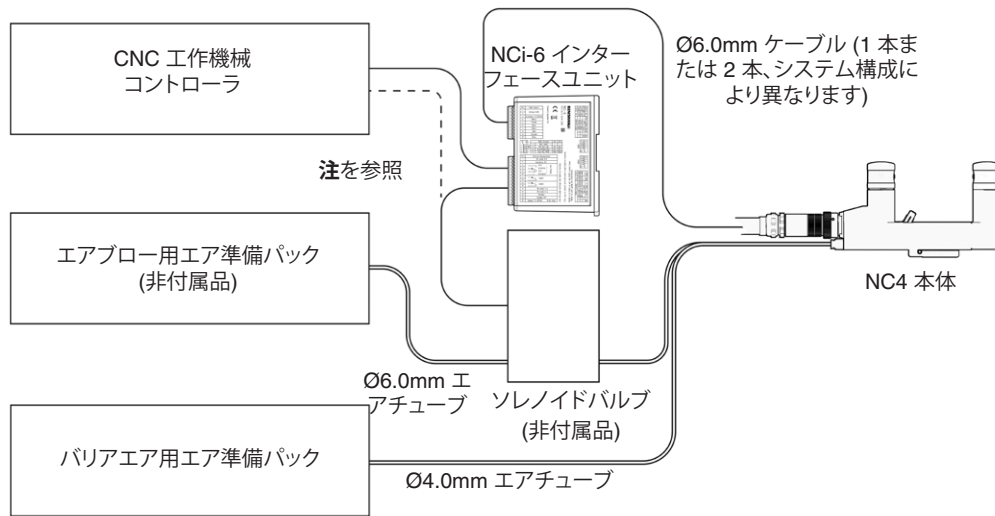 CNC 工作機械
コントローラ
NCi-6 インター
フェースユニット
Ø6.0mm ケーブル (1 本ま
たは 2 本、システム構成に
より異なります)
注を参照
エアブロー用エア準備パック
(非付属品)
NC4 本体
Ø6.0mm エ
アチューブ
ソレノイドバルブ
(非付属品)
バリアエア用エア準備パック
Ø4.0mm エアチューブ